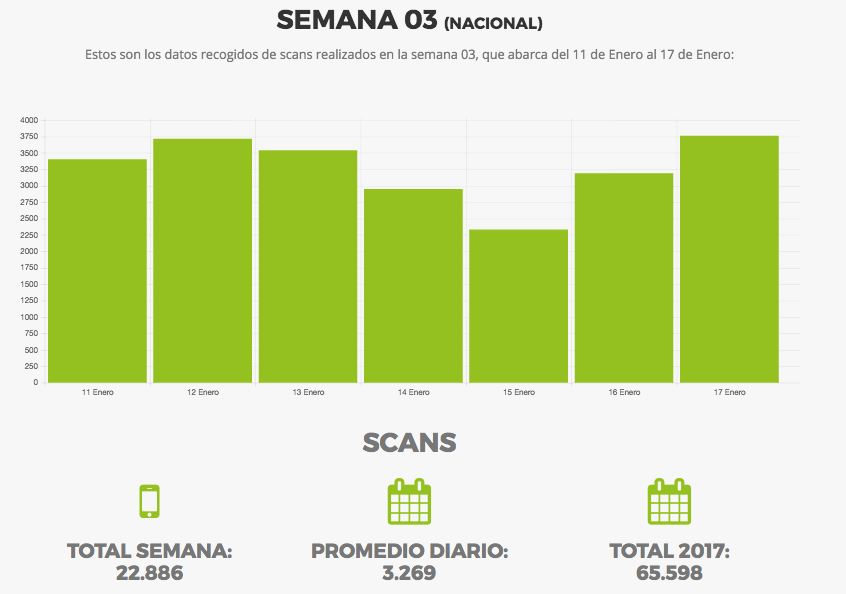 SEMANA 03 (NACIONAL)
Estos son los datos recogidos de scans realizados en la semana 03, que abarca del 11 de Enero al 17 de Enero:
4000
3750
3500
3250
3000
2750
2500
2250
2000
1750
1500
1250
1000
750
500
250
0
11 Enero 12 Enero 13 Enero 14 Enero 15 Enero 16 Enero 17 Enero
SCANS
TOTAL SEMANA: PROMEDIO DIARIO: TOTAL 2017:
22.886 3.269 65.598